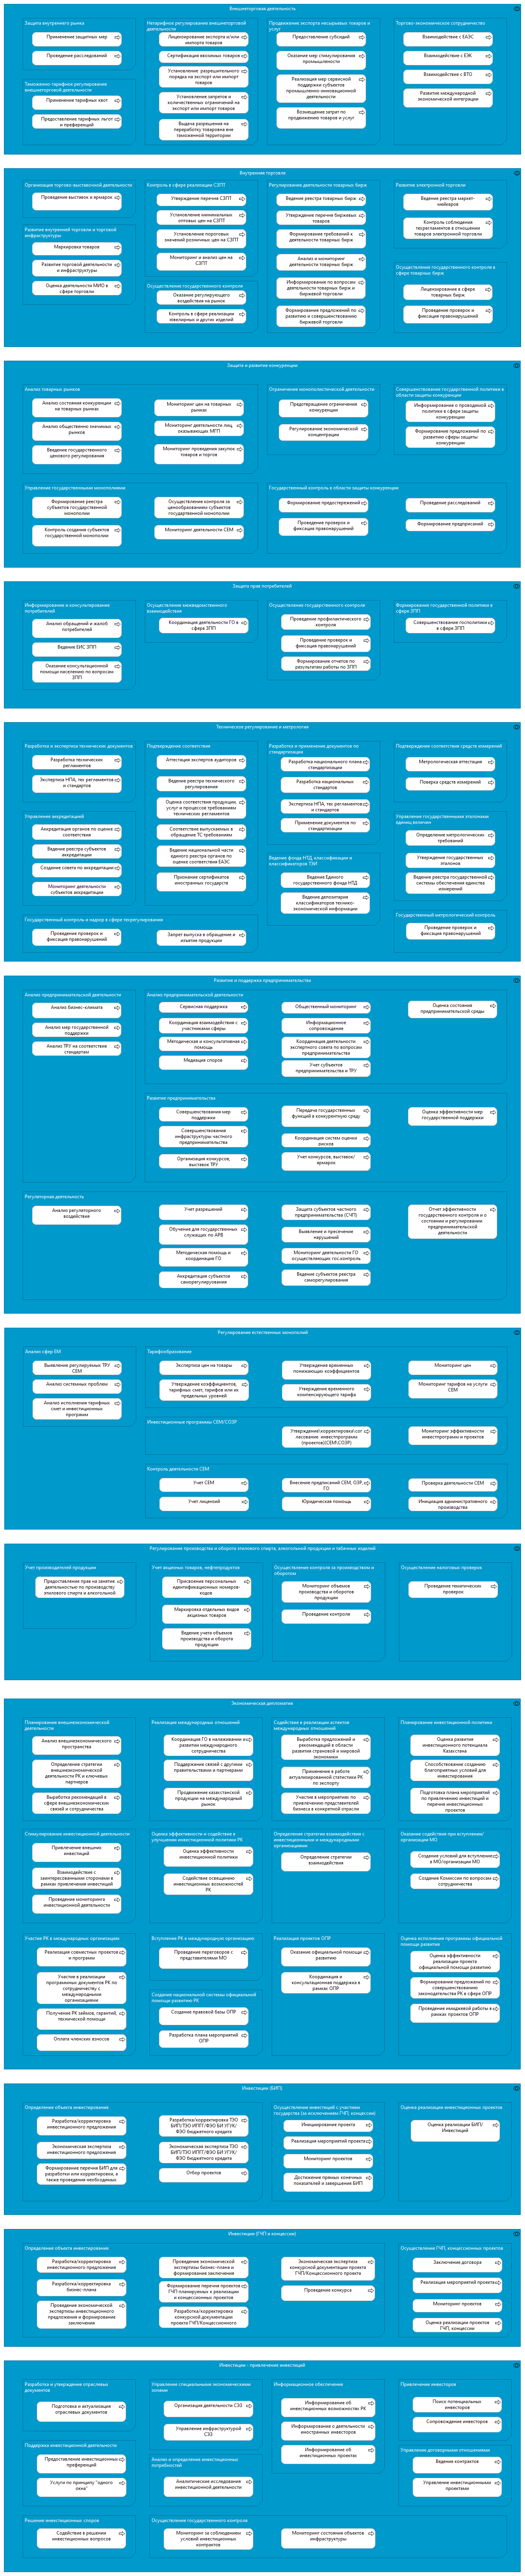 Внешнеторговая деятельность
Защита внутреннего рынка
Применение защитных мер
Проведение расследований
Таможенно-тарифное регулирование
внешнеторговой деятельности
Применение тарифных квот
Предоставление тарифных льгот
и преференций
Нетарифное регулирование внешнеторговой
деятельности
Лицензирование экспорта и/или
импорта товаров
Сертификация ввозимых товаров
Установление разрешительного
порядка на экспорт или импорт
товаров
Установление запретов и
количественных ограничений на
экспорт или импорт товаров
Выдача разрешения на
переработку товаров вне
таможенной территории
Продвижение экспорта несырьевых товаров и
услуг
Предоставление субсидий
Оказание мер стимулирования
промышленности
Реализация мер сервисной
поддержки субъектов
промышленно-инновационной
деятельности
Возмещение затрат по
продвижению товаров и услуг
Торгово-экономическое сотрудничество
Взаимодействие с ЕАЭС
Взаимодействие с ЕЭК
Взаимодействие с ВТО
Развитие международной
экономической интеграции
Внутренняя торговля
Организация торгово-выставочной деятельности
Проведение выставок и ярмарок
Развитие внутренней торговли и торговой
инфраструктуры
Маркировка товаров
Развитие торговой деятельности
и инфраструктуры
Оценка деятельности МИО в
сфере торговли
Контроль в сфере реализации СЗПТ
Утверждение перечня СЗПТ
Установление минимальных
оптовых цен на СЗПТ
Установление пороговых
значений розничных цен на СЗПТ
Мониторинг и анализ цен на
СЗПТ
Осуществление государственного контроля
Оказание регулирующего
воздействия на рынок
Контроль в сфере реализации
ювелирных и других изделий
Регулирование деятельности товарных бирж
Ведение реестра товарных бирж
Утверждение перечня биржевых
товаров
Формирование требований к
деятельности товарных бирж
Анализ и мониторинг
деятельности товарных бирж
Информирование по вопросам
деятельности товарных бирж и
биржевой торговли
Формирование предложений по
развитию и совершенствованию
биржевой торговли
Развитие электронной торговли
Ведение реестра маркет-
мейкеров
Контроль соблюдения
техрегламентов в отношении
товаров электронной торговли
Осуществление государственного контроля в
сфере товарных бирж
Лицензирование в сфере
товарных бирж
Проведение проверок и
фиксация правонарушений
Защита и развитие конкуренции
Анализ товарных рынков
Анализ состояния конкуренции
на товарных рынках
Анализ общественно значимых
рынков
Введение государственного
ценового регулирования
Мониторинг цен на товарных
рынках
Мониторинг деятельности лиц,
оказывающих МГП
Мониторинг проведения закупок
товаров и торгов
Ограничение монополистической деятельности
Предотвращение ограничения
конкуренции
Регулирование экономической
концентрации
Совершенствование государственной политики в
области защиты конкуренции
Информирование о проводимой
политике в сфере защиты
конкуренции
Формирование предложений по
развитию сферы защиты
конкуренции
Управление государственными монополиями
Формирование реестра
субъектов государственной
монополии
Контроль создания субъектов
государственной монополии
Осуществление контроля за
ценообразованием субъектов
государственной монополии
Мониторинг деятельности СЕМ
Государственный контроль в области защиты конкуренции
Формирование предостережений
Проведение проверок и
фиксация правонарушений
Проведение расследований
Формирование предписаний
Защита прав потребителей
Информирование и консультирование
потребителей
Анализ обращений и жалоб
потребителей
Ведение ЕИС ЗПП
Оказание консультационной
помощи населению по вопросам
ЗПП
Осуществление межведомственного
взаимодействия
Координация деятельности ГО в
сфере ЗПП
Осуществление государственного контроля
Проведение профилактического
контроля
Проведение проверок и
фиксация правонарушений
Формирование отчетов по
результатам работы по ЗПП
Формирование государственной политики в
сфере ЗПП
Совершенствование госполитики
в сфере ЗПП
Техническое регулирование и метрология
Разработка и экспертиза технических документов
Разработка технических
регламентов
Экспертиза НПА, тех регламентов
и стандартов
Управление аккредитацией
Аккредитация органов по оценке
соответствия
Ведение реестра субъектов
аккредитации
Создание совета по аккредитации
Мониторинг деятельности
субъектов аккредитации
Подтверждение соответствия
Аттестация экспертов аудиторов
Ведение реестра технического
регулирования
Оценка соответствия продукции,
услуг и процессов требованиям
технических регламентов
Соответствие выпускаемых в
обращение ТС требованиям
Ведение национальной части
единого реестра органов по
оценке соответствия ЕАЭС
Признание сертификатов
иностранных государств
Разработка и применение документов по
стандартизации
Разработка национального плана
стандартизации
Разработка национальных
стандартов
Экспертиза НПА, тех регламентов
и стандартов
Применение документов по
стандартизации
Ведение фонда НТД, классификации и
классификаторов ТЭИ
Ведение Единого
государственного фонда НТД
Ведение депозитария
классификаторов технико-
экономической информации
Подтверждение соответствия средств измерений
Метрологическая аттестация
Поверка средств измерений
Управление государственными эталонами
единиц величин
Определение метрологических
требований
Утверждение государственных
эталонов
Ведение реестра государственной
системы обеспечения единства
измерений
Государственный контроль и надзор в сфере техрегулирования
Проведение проверок и
фиксация правонарушений
Запрет выпуска в обращение и
изъятие продукции
Государственный метрологический контроль
Проведение проверок и
фиксация правонарушений
Развитие и поддержка предпринимательства
Анализ предпринимательской деятельности
Анализ бизнес-климата
Анализ мер государственной
поддержки
Анализ ТРУ на соответствие
стандартам
Анализ предпринимательской деятельности
Сервисная поддержка
Координация взаимодействия с
участниками сферы
Методическая и консультативная
помощь
Медиация споров
Общественный мониторинг
Информационное
сопровождение
Координация деятельности
экспертного совета по вопросам
предпринимательства
Учет субъектов
предпринимательства и ТРУ
Оценка состояния
предпринимательской среды
Развитие предпринимательства
Совершенствования мер
поддержки
Совершенствования
инфраструктуры частного
предпринимательства
Организация конкурсов,
выставок ТРУ
Передача государственных
функций в конкурентную среду
Координация систем оценки
рисков
Учет конкурсов, выставок/
ярмарок
Оценка эффективности мер
государственной поддержки
Регуляторная деятельность
Анализ регуляторного
воздействия
Учет разрешений
Обучение для государственных
служащих по АРВ
Методическая помощь и
координация ГО
Аккредитация субъектов
саморегулирования
Защита субъектов частного
предпринимательства (СЧП)
Выявление и пресечение
нарушений
Мониторинг деятельности ГО
осуществляющих гос.контроль
Ведение субъектов реестра
саморегулирования
Отчет эффективности
государственного контроля и о
состоянии и регулировании
предпринимательской
деятельности
Регулирование естественных монополий
Анализ сфер ЕМ
Выявление регулируемых ТРУ
СЕМ
Анализ системных проблем
Анализ исполнения тарифных
смет и инвестиционных
программ
Тарифообразование
Экспертиза цен на товары
Утверждение коэффициентов,
тарифных смет, тарифов или их
предельных уровней
Утверждения временных
понижающих коэффициентов
Утверждение временного
компенсирующего тарифа
Мониторинг цен
Мониторинг тарифов на услуги
СЕМ
Инвестиционные программы СЕМ/СОЗР
Утверждение\корректировка\сог
ласование инвестпрограмм
(проектов)(СЕМ\СОЗР)
Мониторинг эффективности
инвестпрограмм и проектов
Контроль деятельности СЕМ
Учет СЕМ
Учет лицензий
Внесение предписаний СЕМ, ОЗР,
ГО
Юридическая помощь
Проверка деятельности СЕМ
Инициация административного
производства
Регулирование производства и оборота этилового спирта, алкогольной продукции и табачных изделий
Учет производителей продукции
Предоставление прав на занятие
деятельностью по производству
этилового спирта и алкогольной
Учет акцизных товаров, нефтепродуктов
Присвоение персональных
идентификационных номеров-
кодов
Маркировка отдельных видов
акцизных товаров
Ведение учета объемов
производства и оборота
продукции
Осуществление контроля за производством и
оборотом
Мониторинг объемов
производства и оборотов
продукции
Проведение контроля
Осуществление налоговых проверок
Проведение тематических
проверок
Экономическая дипломатия
Планирование внешнеэкономической
деятельности
Анализ внешнеэкономического
пространства
Определение стратегии
внешнеэкономической
деятельности РК и ключевых
партнеров
Выработка рекомендаций в
сфере внешнеэкономических
связей и сотрудничества
Реализация международных отношений
Координация ГО в налаживании и
развитии международного
сотрудничества
Поддержание связей с другими
правительствами и партнерами
Продвижение казахстанской
продукции на международном
рынок
Содействие в реализации аспектов
международных отношений
Выработка предложений и
рекомендаций в области
развития страновой и мировой
экономики
Применение в работе
актуализированной статистики РК
по экспорту
Участие в мероприятиях по
привлечению представителей
бизнеса в конкретной отрасли
Планирование инвестиционной политики
Оценка развития
инвестиционного потенциала
Казахстана
Способствование созданию
благоприятных условий для
инвестирования
Подготовка плана мероприятий
по привлечению инвестиций и
перечня инвестиционных
проектов
Стимулирование инвестиционной деятельности
Привлечение внешних
инвестиций
Взаимодействие с
заинтересованными сторонами в
рамках привлечения инвестиций
Проведение мониторинга
инвестиционной деятельности
Оценка эффективности и содействие в
улучшении инвестиционной политики РК
Оценка эффективности
инвестиционной политики
Содействие освещению
инвестиционных возможностей
РК
Определение стратегии взаимодействия с
инвестиционными и международными
организациями
Определение стратегии
взаимодействия
Оказание содействия при вступлении/
организации МО
Создание условий для вступления
в МО/организации МО
Создание Комиссии по вопросам
сотрудничества
Участие РК в международных организациях
Реализация совместных проектов
и программ
Участие в реализации
программных документов РК по
сотрудничеству с
международными
организациями
Получение РК займов, гарантий,
технической помощи
Оплата членских взносов
Вступление РК в международную организацию
Проведение переговоров с
представителями МО
Создание национальной системы официальной
помощи развитию РК
Создание правовой базы ОПР
Разработка плана мероприятий
ОПР
Реализация проектов ОПР
Оказание официальной помощи
развитию
Координация и
консультационная поддержка в
рамках ОПР
Оценка исполнения программы официальной
помощи развития
Оценка эффективности
реализации проекта
официальной помощи развитию
Формирование предложений по
совершенствованию
законодательства РК в сфере ОПР
Проведение имиджевой работы в
рамках проектов ОПР
Инвестиции (БИП)
Определение объекта инвестирования
Разработка/корректировка
инвестиционного предложения
Экономическая экспертиза
инвестиционного предложения
Формирование перечня БИП для
разработки или корректировки, а
также проведения необходимых
Разработка/корректировка ТЭО
БИП/ТЭО ИПГГ/ФЭО БИ УГУК/
ФЭО бюджетного кредита
Экономическая экспертиза ТЭО
БИП/ТЭО ИПГГ/ФЭО БИ УГУК/
ФЭО бюджетного кредита
Отбор проектов
Осуществление инвестиций с участием
государства (за исключением ГЧП, концессии)
Инициирование проекта
Реализация мероприятий проекта
Мониторинг проектов
Достижение прямых конечных
показателей и завершение БИП
Оценка реализации инвестиционных проектов
Оценка реализации БИП/
Инвестиций
Инвестиции (ГЧП и концессии)
Определение объекта инвестирования
Разработка/корректировка
инвестиционного предложения
Разработка/корректировка
бизнес-плана
Проведение экономической
экспертизы инвестиционного
предложения и формирование
заключения
Проведение экономической
экспертизы бизнес-плана и
формирование заключения
Формирование перечня проектов
ГЧП планируемых к реализации
и концессионных проектов
Разработка/корректировка
конкурсной документации
проекта ГЧП/Концессионного
Экономическая экспертиза
конкурсной документации проекта
ГЧП/Концессионного проекта
Проведение конкурса
Осуществление ГЧП, концессионных проектов
Заключение договора
Реализация мероприятий проекта
Мониторинг проектов
Оценка реализации проектов
ГЧП, концессии
Инвестиции - привлечение инвестиций
Разработка и утверждение отраслевых
документов
Подготовка и актуализация
отраслевых документов
Поддержка инвестиционной деятельности
Предоставление инвестиционных
преференций
Услуги по принципу "одного
окна"
Управление специальными экономическими
зонами
Организация деятельности СЭЗ
Управление инфраструктурой
СЭЗ
Анализ и определение инвестиционных
потребностей
Аналитические исследования
инвестиционной деятельности
Информационное обеспечение
Информирование об
инвестиционных возможностях РК
Информирование о деятельности
иностранных инвесторов
Информирование об
инвестиционных проектах
Привлечение инвесторов
Поиск потенциальных
инвесторов
Сопровождение инвесторов
Управление договорными отношениями
Ведение контрактов
Управление инвестиционными
проектами
Решение инвестиционных споров
Содействие в решении
инвестиционных вопросов
Осуществление государственного контроля
Мониторинг за соблюдением
условий инвестиционных
контрактов
Мониторинг состояния объектов
инфраструктуры